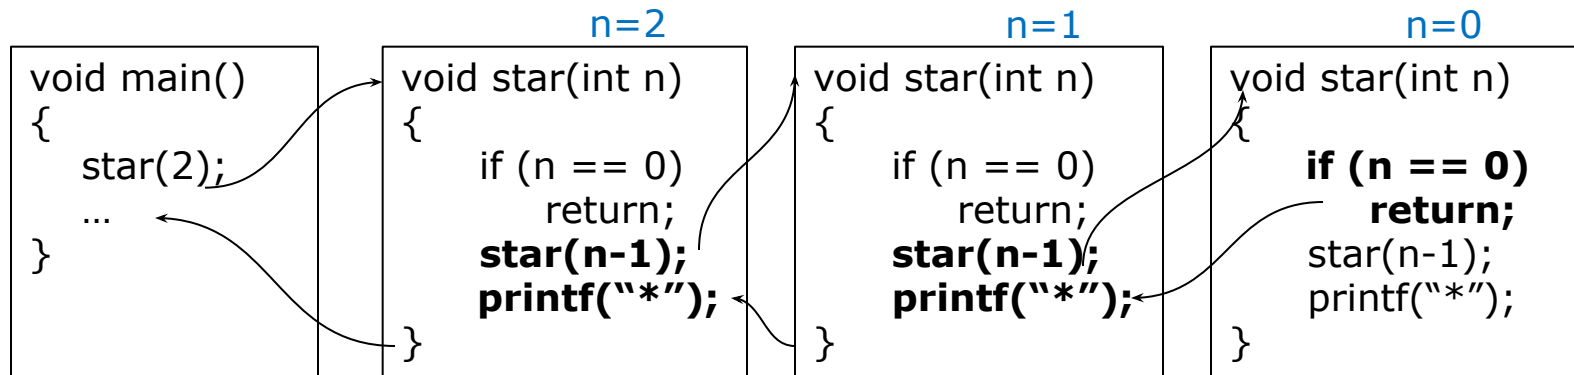 void main()
{
star(2);
…
}
n=2
void star(int n)
{
if (n == 0)
return;
star(n-1);
printf(“*”);
}
n=1
void star(int n)
{
if (n == 0)
return;
star(n-1);
printf(“*”);
}
n=0
void star(int n)
{
if (n == 0)
return;
star(n-1);
printf(“*”);
}